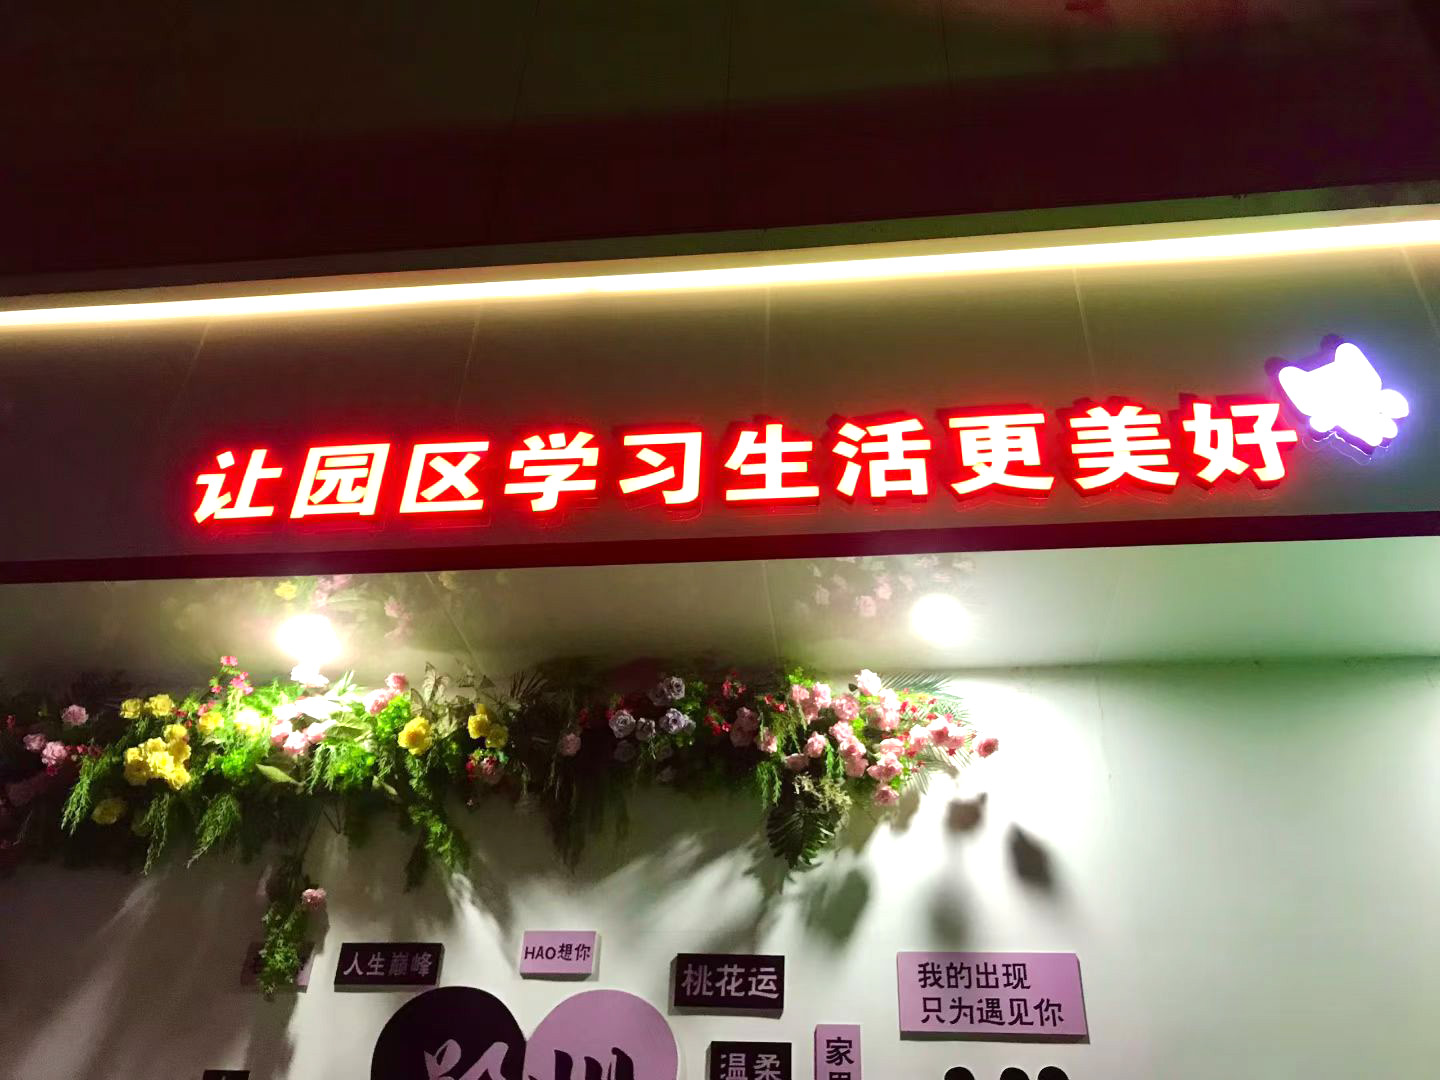 让园区学习生活更美好
人生巅峰
HAO想你
桃花运
我的出现
只为遇见你
温柔
家